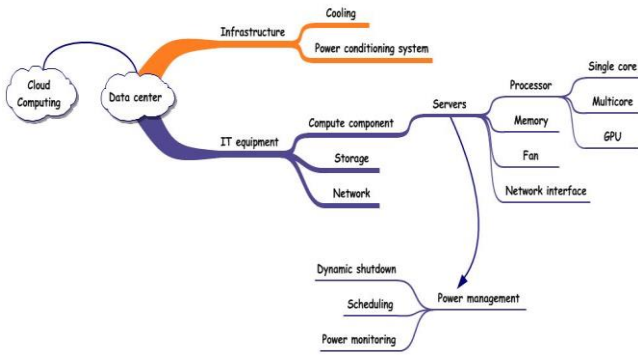 Cloud
Computing
Data center
Infrastructure
Cooling
Power conditioning system
IT equipment
Compute component
Storage
Network
Servers
Processor
Single core
Multicore
GPU
Memory
Fan
Network interface
Power management
Dynamic shutdown
Scheduling
Power monitoring